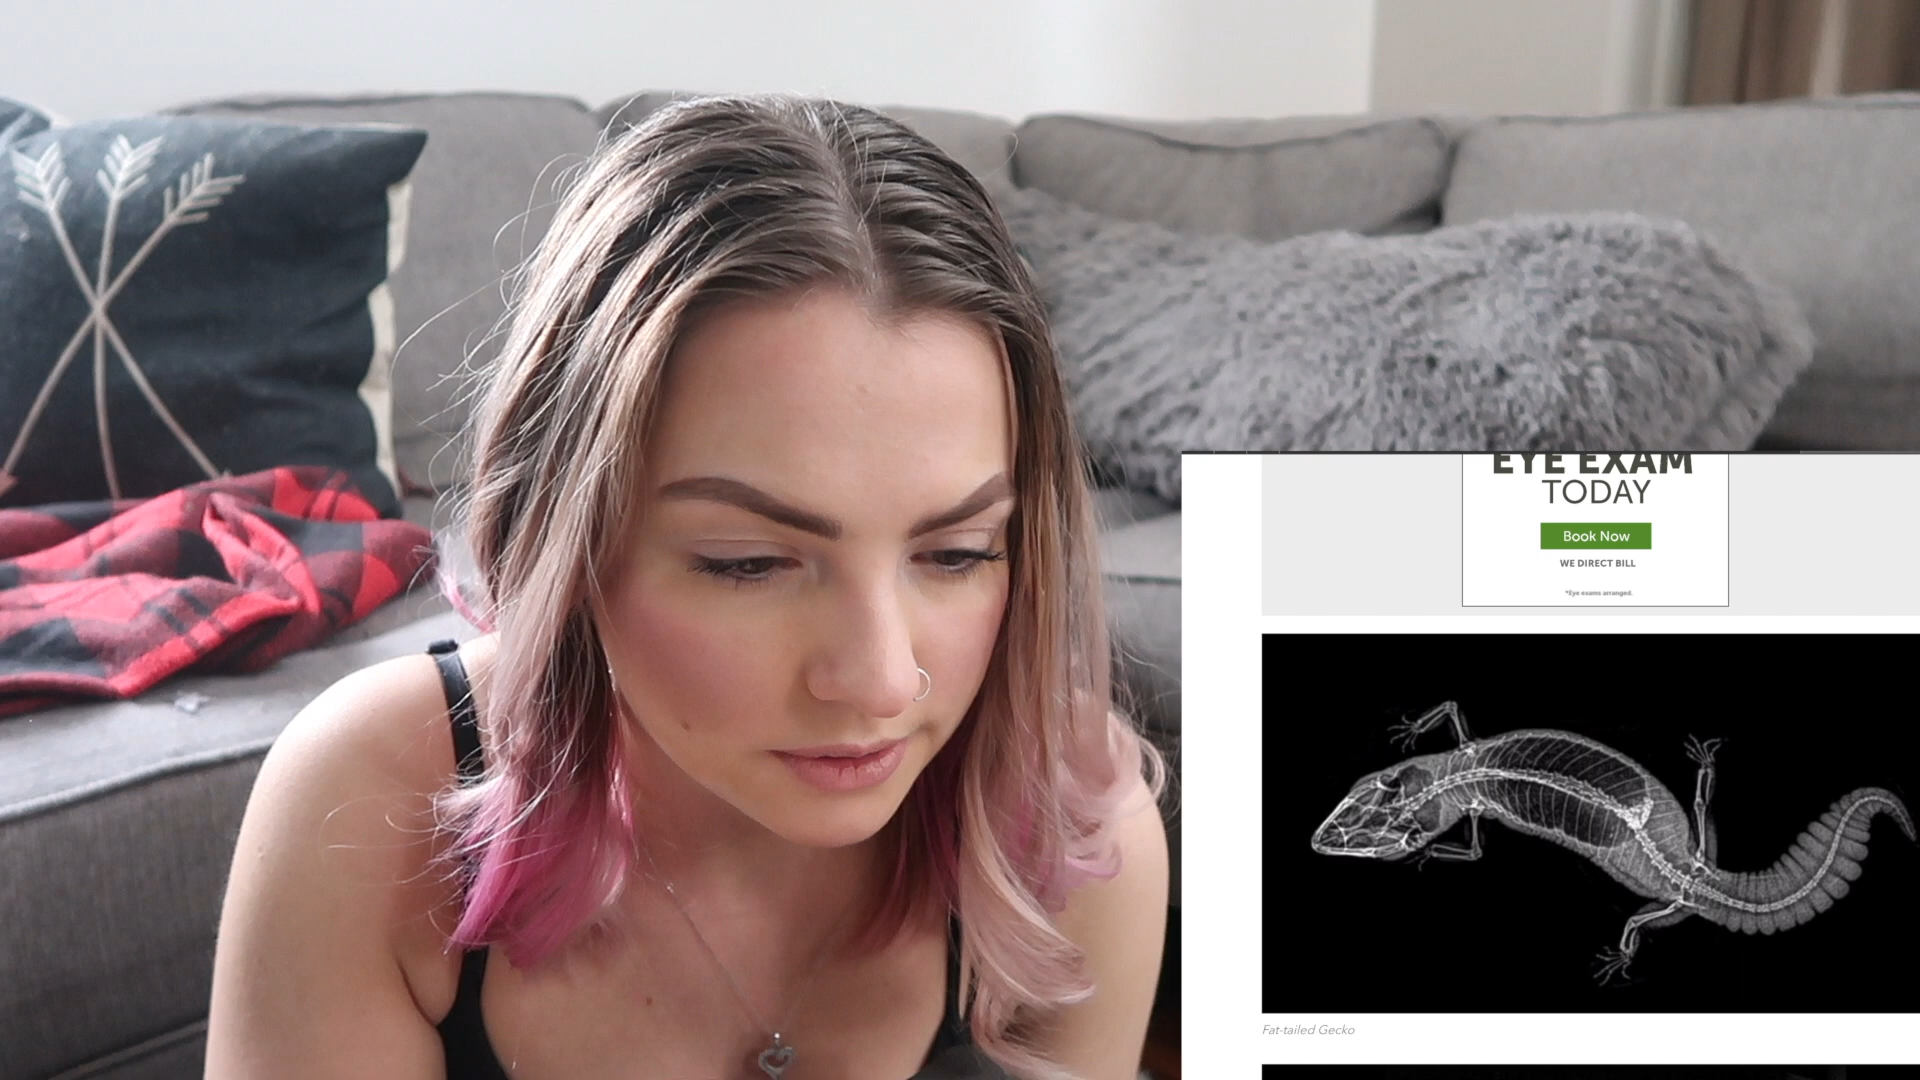 EYE EXAM
TODAY
Book Now
WE DIRECT BILL
*Eye exams arranged.
Fat-tailed Gecko